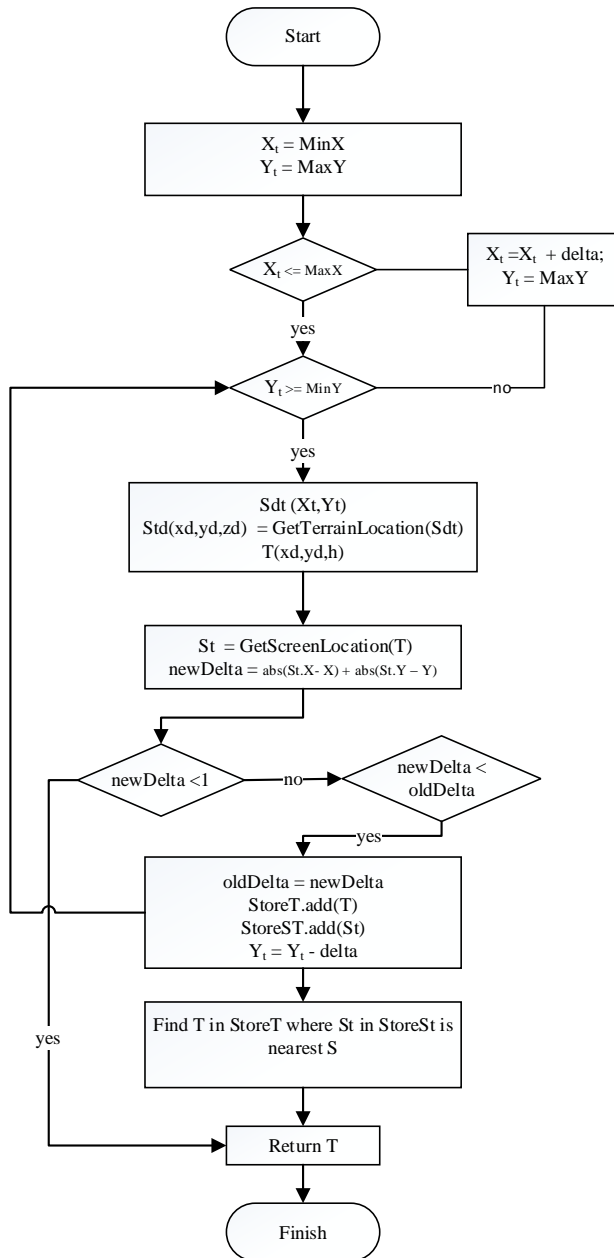 Start
Xₜ = MinX
Yₜ = MaxY
Xₜ <= MaxX
Xₜ =Xₜ + delta;
Yₜ = MaxY
yes
Yₜ >= MinY
no
yes
Sdt (Xt,Yt)
Std(xd,yd,zd) = GetTerrainLocation(Sdt)
T(xd,yd,h)
St = GetScreenLocation(T)
newDelta = abs(St.X- X) + abs(St.Y – Y)
newDelta <1
no
newDelta <
oldDelta
yes
oldDelta = newDelta
StoreT.add(T)
StoreST.add(St)
Yₜ = Yₜ - delta
yes
Find T in StoreT where St in StoreSt is
nearest S
Return T
Finish